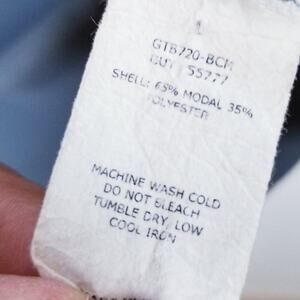 GTB720-BCM
CUT 55777
SHELL: 65% MODAL 35%
POLYESTER
MACHINE WASH COLD
DO NOT BLEACH
TUMBLE DRY, LOW
COOL IRON